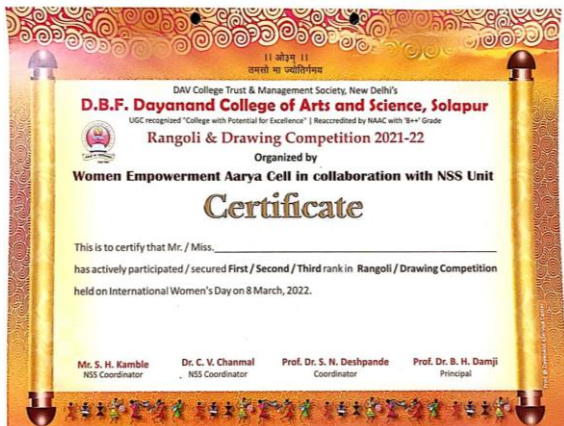 ।। ओ३म् ।।
तमसो मा ज्योतिर्गमय
DAV College Trust & Management Society, New Delhi's
D.B.F. Dayanand College of Arts and Science, Solapur
UGC recognized "College with Potential for Excellence" | Reaccredited by NAAC with 'B++' Grade
Rangoli & Drawing Competition 2021-22
Organized by
Women Empowerment Aarya Cell in collaboration with NSS Unit
Certificate
This is to certify that Mr. / Miss.
has actively participated / secured First / Second / Third rank in Rangoli / Drawing Competition
held on International Women's Day on 8 March, 2022.
Mr. S. H. Kamble Dr. C. V. Chanmal Prof. Dr. S. N. Deshpande Prof. Dr. B. H. Damji
NSS Coordinator NSS Coordinator Coordinator Principal